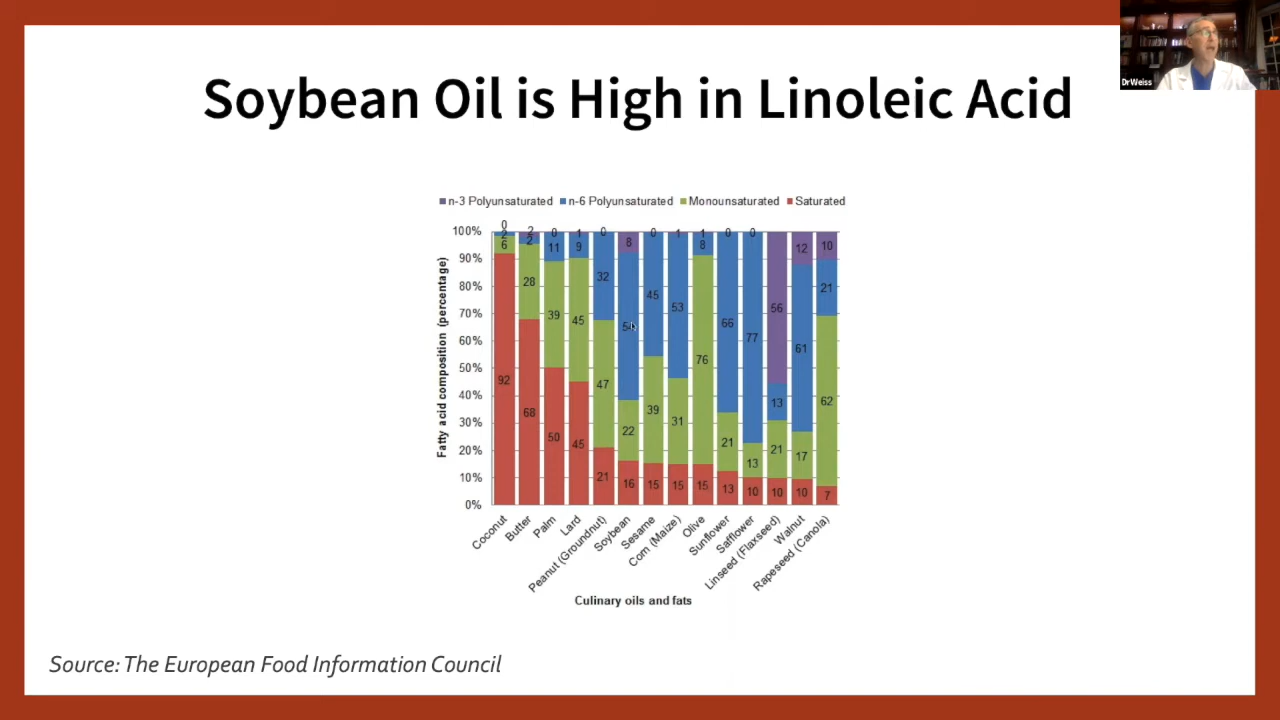 Dr Weiss
Soybean Oil is High in Linoleic Acid
n-3 Polyunsaturated n-6 Polyunsaturated Monounsaturated Saturated
Fatty acid composition (percentage)
100%
90%
80%
70%
60%
50%
40%
30%
20%
10%
0%
0 2 6 92
2 2 28 68
0 11 39 50
1 9 45 45
0 32 47 21
8 22 16
0 45 39 15
1 53 31 15
1 8 76 15
0 66 21 13
0 77 13 10
56 13 21 10
12 61 17 10
10 21 62 7
Coconut
Butter
Palm
Lard
Peanut (Groundnut)
Soybean
Sesame
Corn (Maize)
Olive
Sunflower
Safflower
Linseed (Flaxseed)
Walnut
Rapeseed (Canola)
Culinary oils and fats
Source: The European Food Information Council